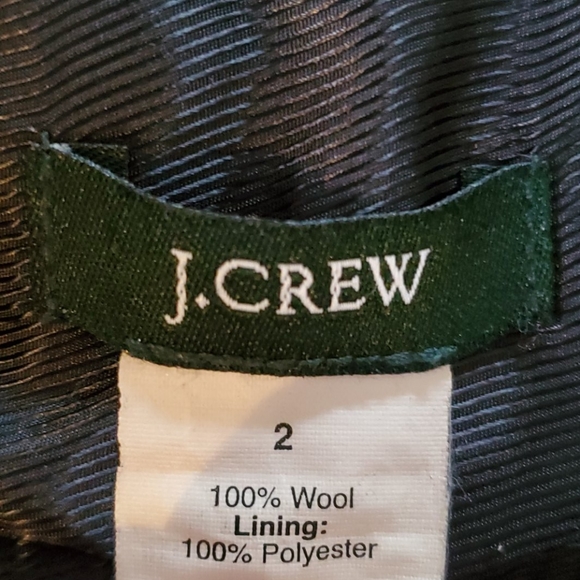 J.CREW
2
100% Wool
Lining:
100% Polyester